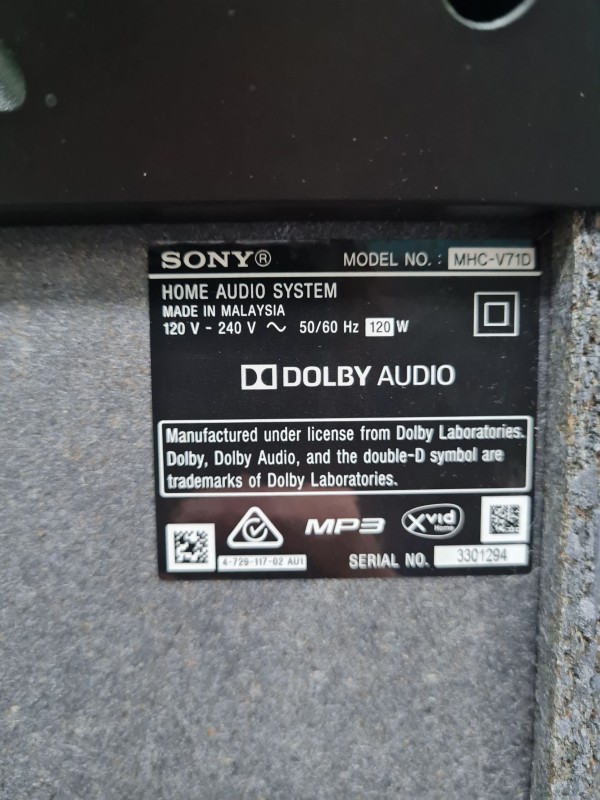 SONY® MODEL NO. : MHC-V71D
HOME AUDIO SYSTEM
MADE IN MALAYSIA
120 V - 240 V ~ 50/60 Hz 120 W
DOLBY AUDIO
Manufactured under license from Dolby Laboratories.
Dolby, Dolby Audio, and the double-D symbol are
trademarks of Dolby Laboratories.
MP3 Xvid Home
4-729-117-02 AU1 SERIAL NO. 3301294